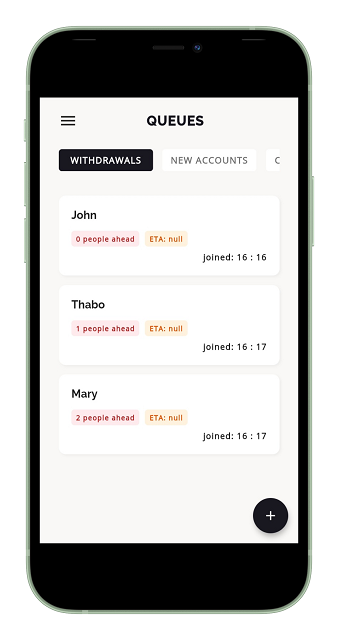 QUEUES
WITHDRAWALS NEW ACCOUNTS C
John
0 people ahead ETA: null
joined: 16 : 16
Thabo
1 people ahead ETA: null
joined: 16 : 17
Mary
2 people ahead ETA: null
joined: 16 : 17
+